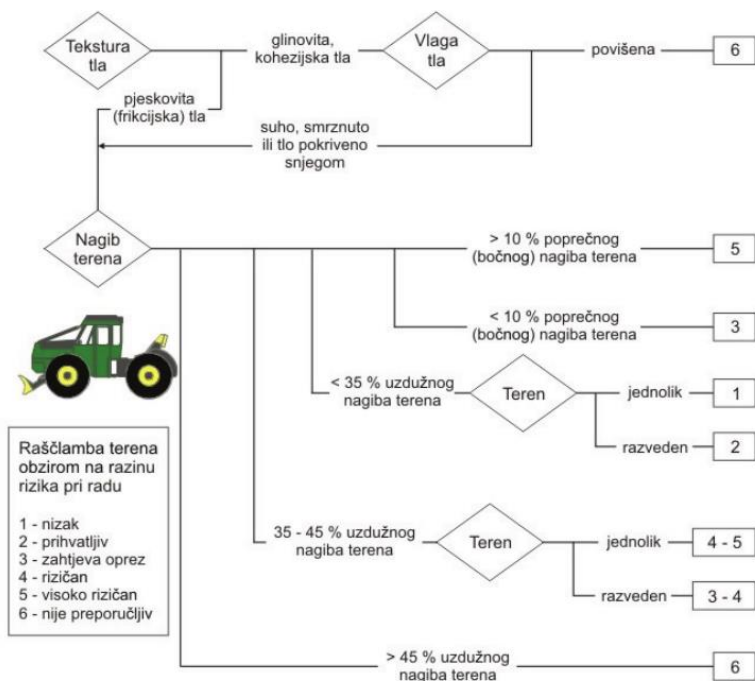 Tekstura
tla
glinovita,
kohezijska tla
Vlaga
tla
povišena
6
pjeskovita
(frikcijska) tla
suho, smrznuto
ili tlo pokriveno
snjegom
Nagib
terena
> 10 % poprečnog
(bočnog) nagiba terena
5
< 10 % poprečnog
(bočnog) nagiba terena
3
< 35 % uzdužnog
nagiba terena
Teren
jednolik
1
razveden
2
Raščlamba terena
obzirom na razinu
rizika pri radu
1 - nizak
2 - prihvatljiv
3 - zahtjeva oprez
4 - rizičan
5 - visoko rizičan
6 - nije preporučljiv
35 - 45 % uzdužnog
nagiba terena
Teren
jednolik
4 - 5
razveden
3 - 4
> 45 % uzdužnog
nagiba terena
6